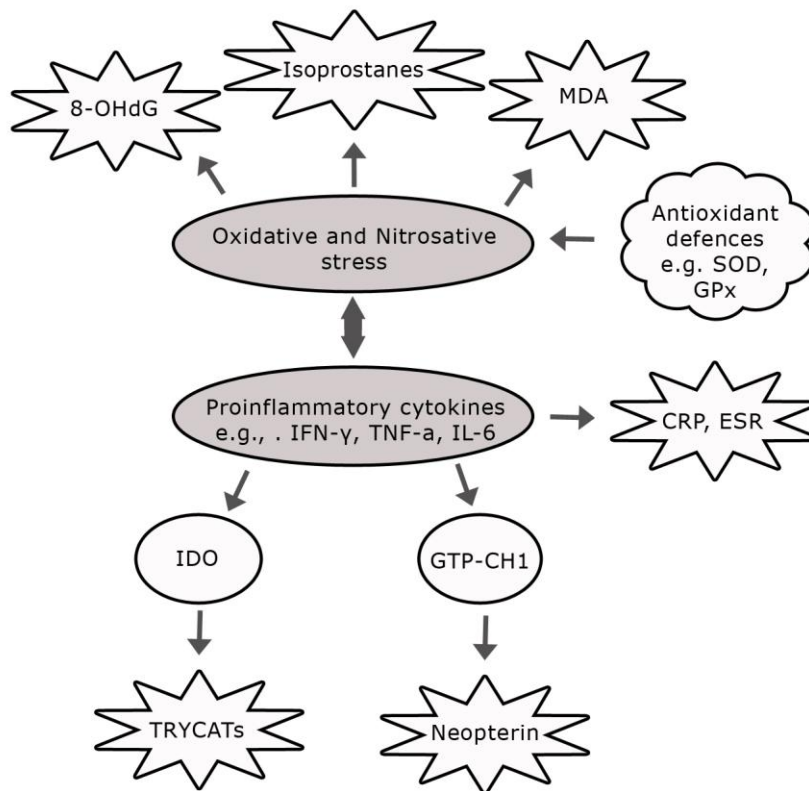 Isoprostanes
8-OHdG
MDA
Oxidative and Nitrosative
stress
Antioxidant
defences
e.g. SOD,
GPx
Proinflammatory cytokines
e.g., . IFN-γ, TNF-a, IL-6
CRP, ESR
IDO
GTP-CH1
TRYCATs
Neopterin